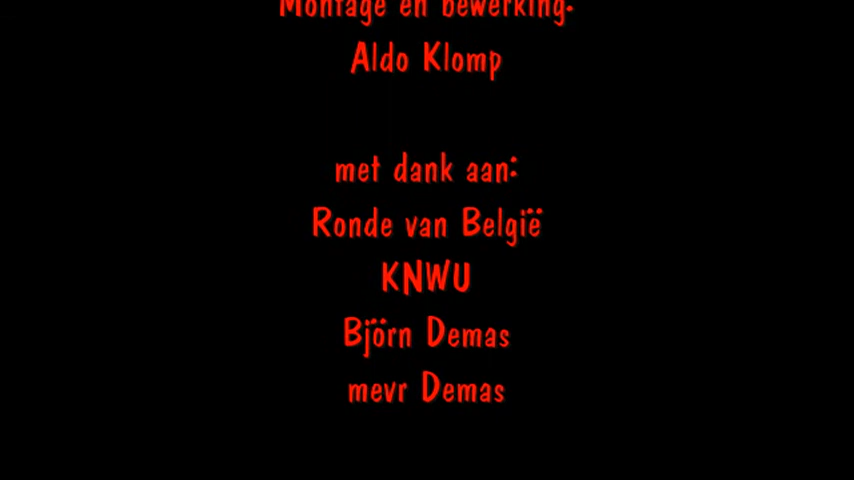 Montage en bewerking:
Aldo Klomp
met dank aan:
Ronde van België
KNWU
Björn Demas
mevr Demas